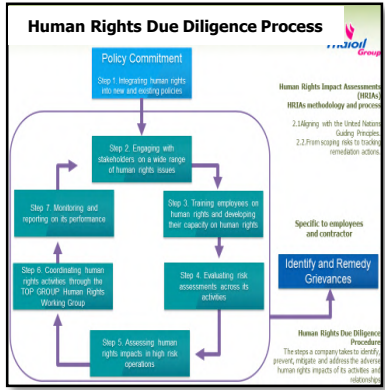 Human Rights Due Diligence Process
Thaioil
Group
Policy Commitment
Step 1. Integrating human rights
into new and existing policies
Human Rights Impact Assessments
(HRIAs)
HRIAs methodology and process
2.1Aligning with the United Nations
Guding Principles.
2.2.From scoping risks to tracking
remediation actions.
Step 2. Engaging with
stakeholders on a wide range
of human rights issues
Step 7. Monitoring and
reporting on its performance
Step 3. Training employees on
human rights and developing
their capacity on human rights
Specific to employees
and contractor
Step 6. Coordinating human
rights activities through the
TOP GROUP Human Rights
Working Group
Step 4. Evaluating risk
assessments across its
activities
Identify and Remedy
Grievances
Step 5. Assessing human
rights impacts in high risk
operations
Human Rights Due Diligence
Procedure
The steps a company takes to identify,
prevent, mitigate and address the adverse
human rights impacts of its activities and
relationships